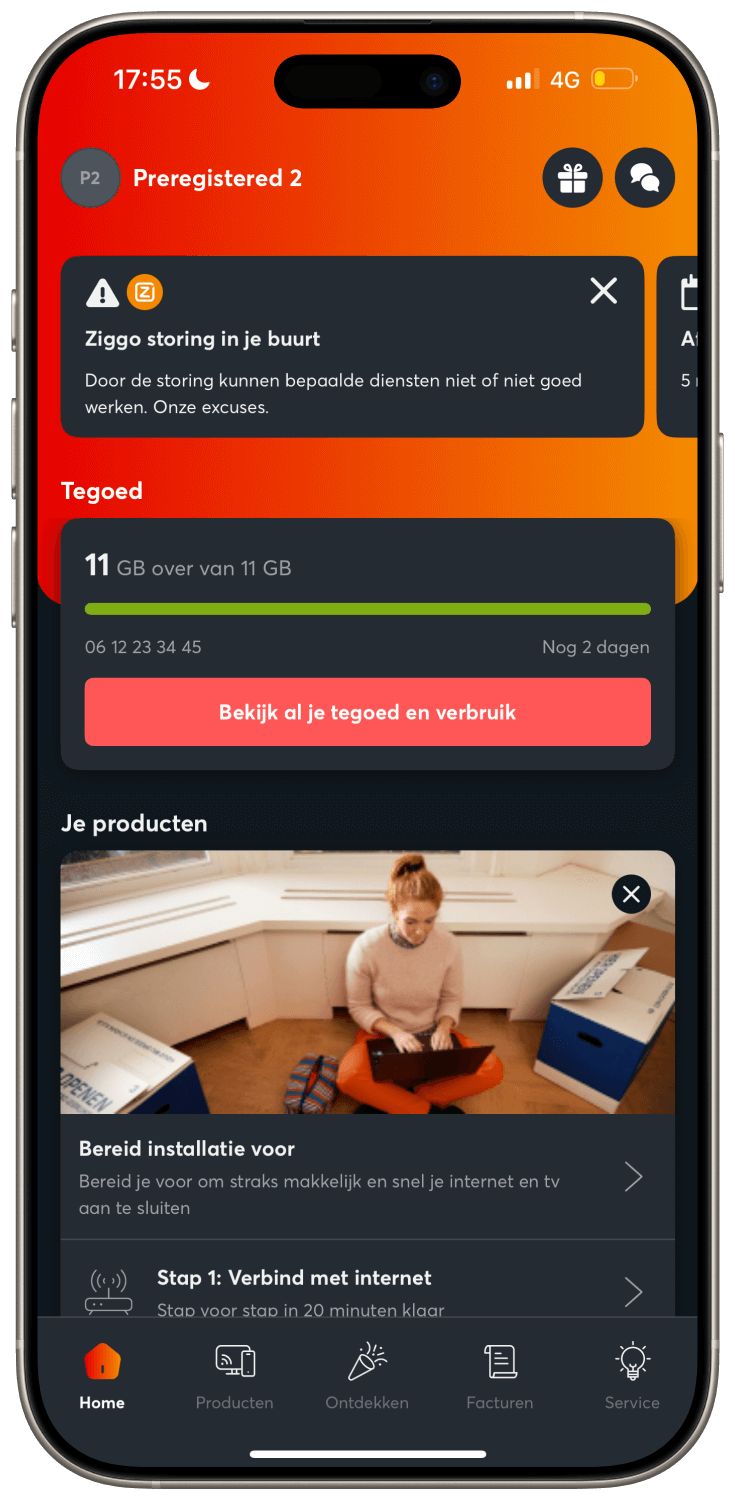 17:55
4G
P2
Preregistered 2
Ziggo storing in je buurt
Door de storing kunnen bepaalde diensten niet of niet goed
werken. Onze excuses.
5
Tegoed
11 GB over van 11 GB
06 12 23 34 45
Nog 2 dagen
Bekijk al je tegoed en verbruik
Je producten
OPENEN
Bereid installatie voor
Bereid je voor om straks makkelijk en snel je internet en tv
aan te sluiten
Stap 1: Verbind met internet
Stap voor stap in 20 minuten klaar
Home
Producten
Ontdekken
Facturen
Service